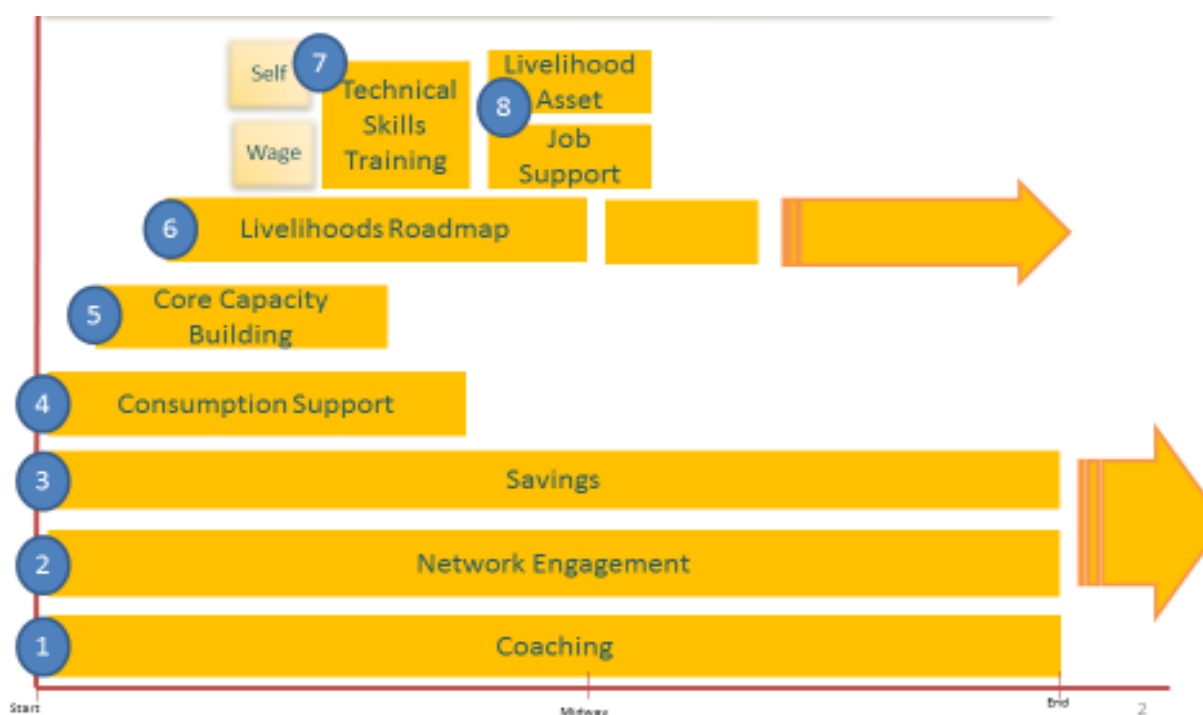 Self
7
Technical
Skills
Training
Livelihood
Asset
8
Job
Support
Wage
6
Livelihoods Roadmap
5
Core Capacity
Building
4
Consumption Support
3
Savings
2
Network Engagement
1
Coaching
Start
Midway
End
2